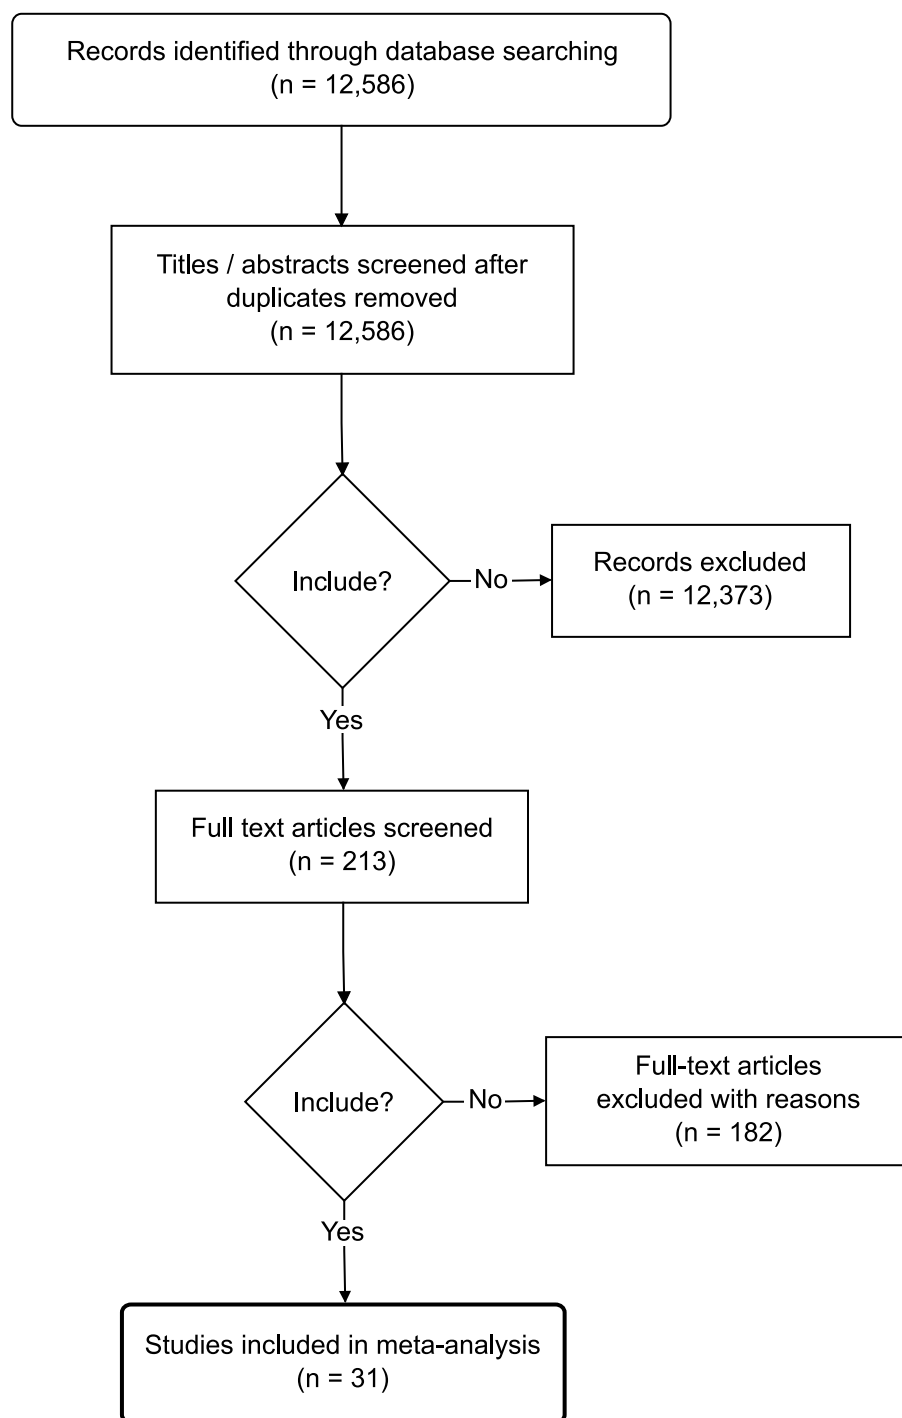 Records identified through database searching
(n = 12,586)
Titles / abstracts screened after
duplicates removed
(n = 12,586)
Include?
No
Records excluded
(n = 12,373)
Yes
Full text articles screened
(n = 213)
Include?
No
Full-text articles
excluded with reasons
(n = 182)
Yes
Studies included in meta-analysis
(n = 31)